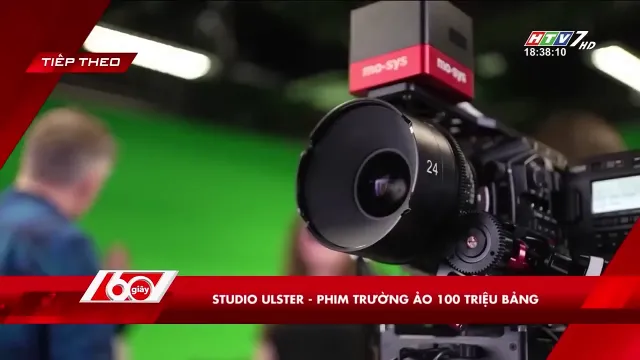 TIẾP THEO
HTV7 HD
18:38:10
mo-sys
mo-sys
24
60 giây
STUDIO ULSTER - PHIM TRƯỜNG ẢO 100 TRIỆU BẢNG